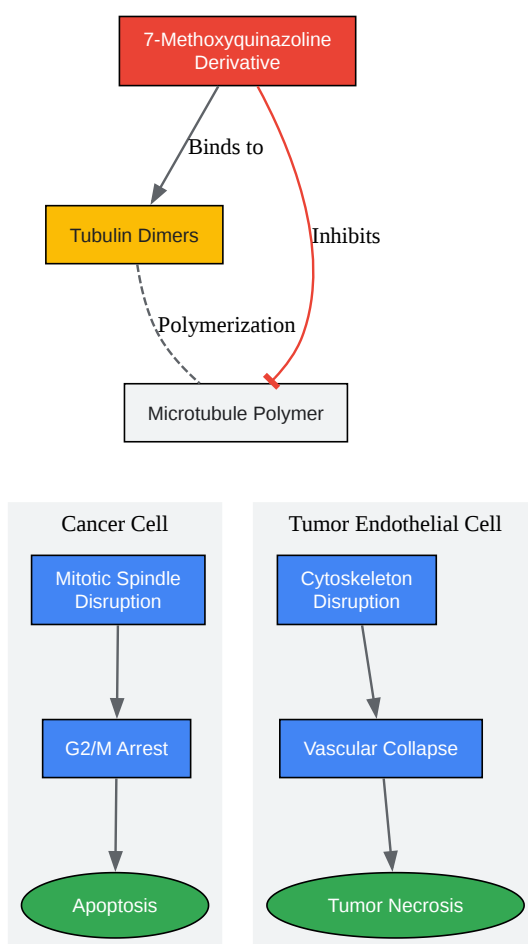 7-Methoxyquinazoline
Derivative
Binds to
Tubulin Dimers
Inhibits
Polymerization
Microtubule Polymer
Cancer Cell
Mitotic Spindle
Disruption
G2/M Arrest
Apoptosis
Tumor Endothelial Cell
Cytoskeleton
Disruption
Vascular Collapse
Tumor Necrosis